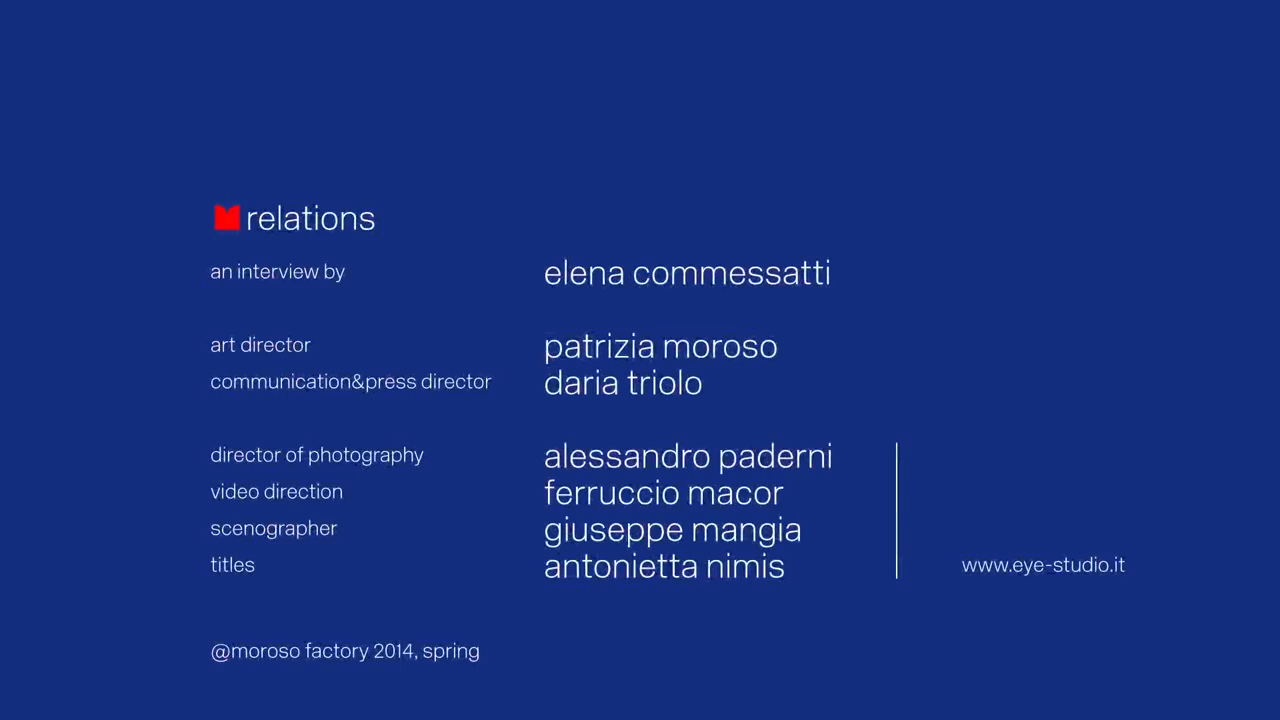 relations
an interview by elena commessatti
art director patrizia moroso
communication&press director daria triolo
director of photography alessandro paderni
video direction ferruccio macor
scenographer giuseppe mangia
titles antonietta nimis www.eye-studio.it
@moroso factory 2014, spring